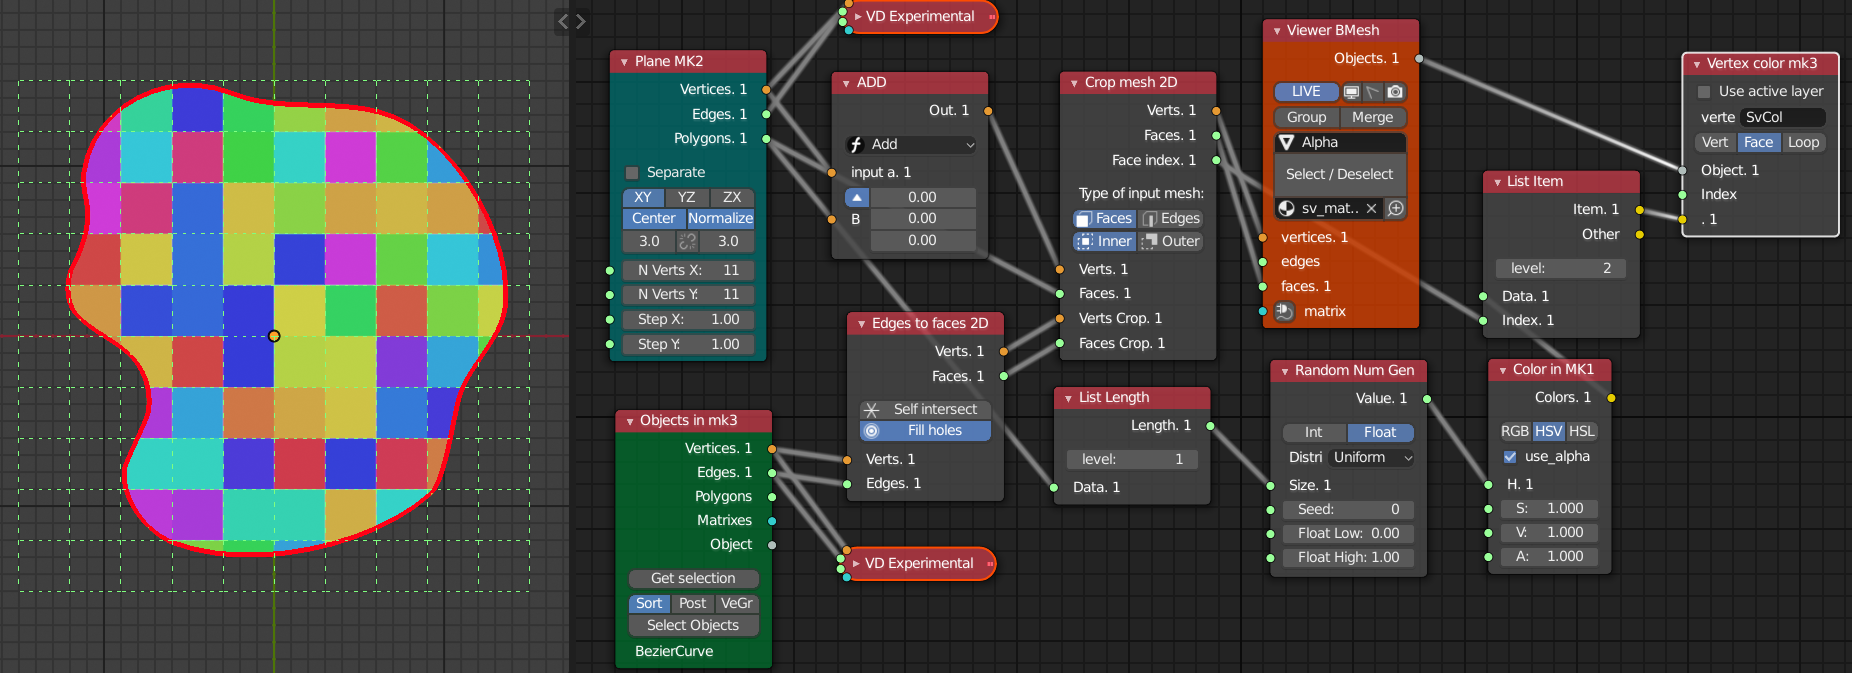 VD Experimental
Plane MK2
Vertices. 1
Edges. 1
Polygons. 1
Separate
XY YZ ZX
Center Normalize
3.0 3.0
N Verts X: 11
N Verts Y: 11
Step X: 1.00
Step Y: 1.00
Objects in mk3
Vertices. 1
Edges. 1
Polygons
Matrixes
Object
Get selection
Sort Post VeGr
Select Objects
BezierCurve
ADD
Out. 1
Add
input a. 1
0.00
B 0.00
0.00
Edges to faces 2D
Verts. 1
Faces. 1
Self intersect
Fill holes
Verts. 1
Edges. 1
VD Experimental
Crop mesh 2D
Verts. 1
Faces. 1
Face index. 1
Type of input mesh:
Faces Edges
Inner Outer
Verts. 1
Faces. 1
Verts Crop. 1
Faces Crop. 1
List Length
Length. 1
level: 1
Data. 1
Viewer BMesh
Objects. 1
LIVE
Group Merge
Alpha
Select / Deselect
sv_mat..
vertices. 1
edges
faces. 1
matrix
Random Num Gen
Value. 1
Int Float
Distri Uniform
Size. 1
Seed: 0
Float Low: 0.00
Float High: 1.00
List Item
Item. 1
Other
level: 2
Data. 1
Index. 1
Color in MK1
Colors. 1
RGB HSV HSL
use_alpha
H. 1
S: 1.000
V: 1.000
A: 1.000
Vertex color mk3
Use active layer
verte SvCol
Vert Face Loop
Object. 1
Index
. 1